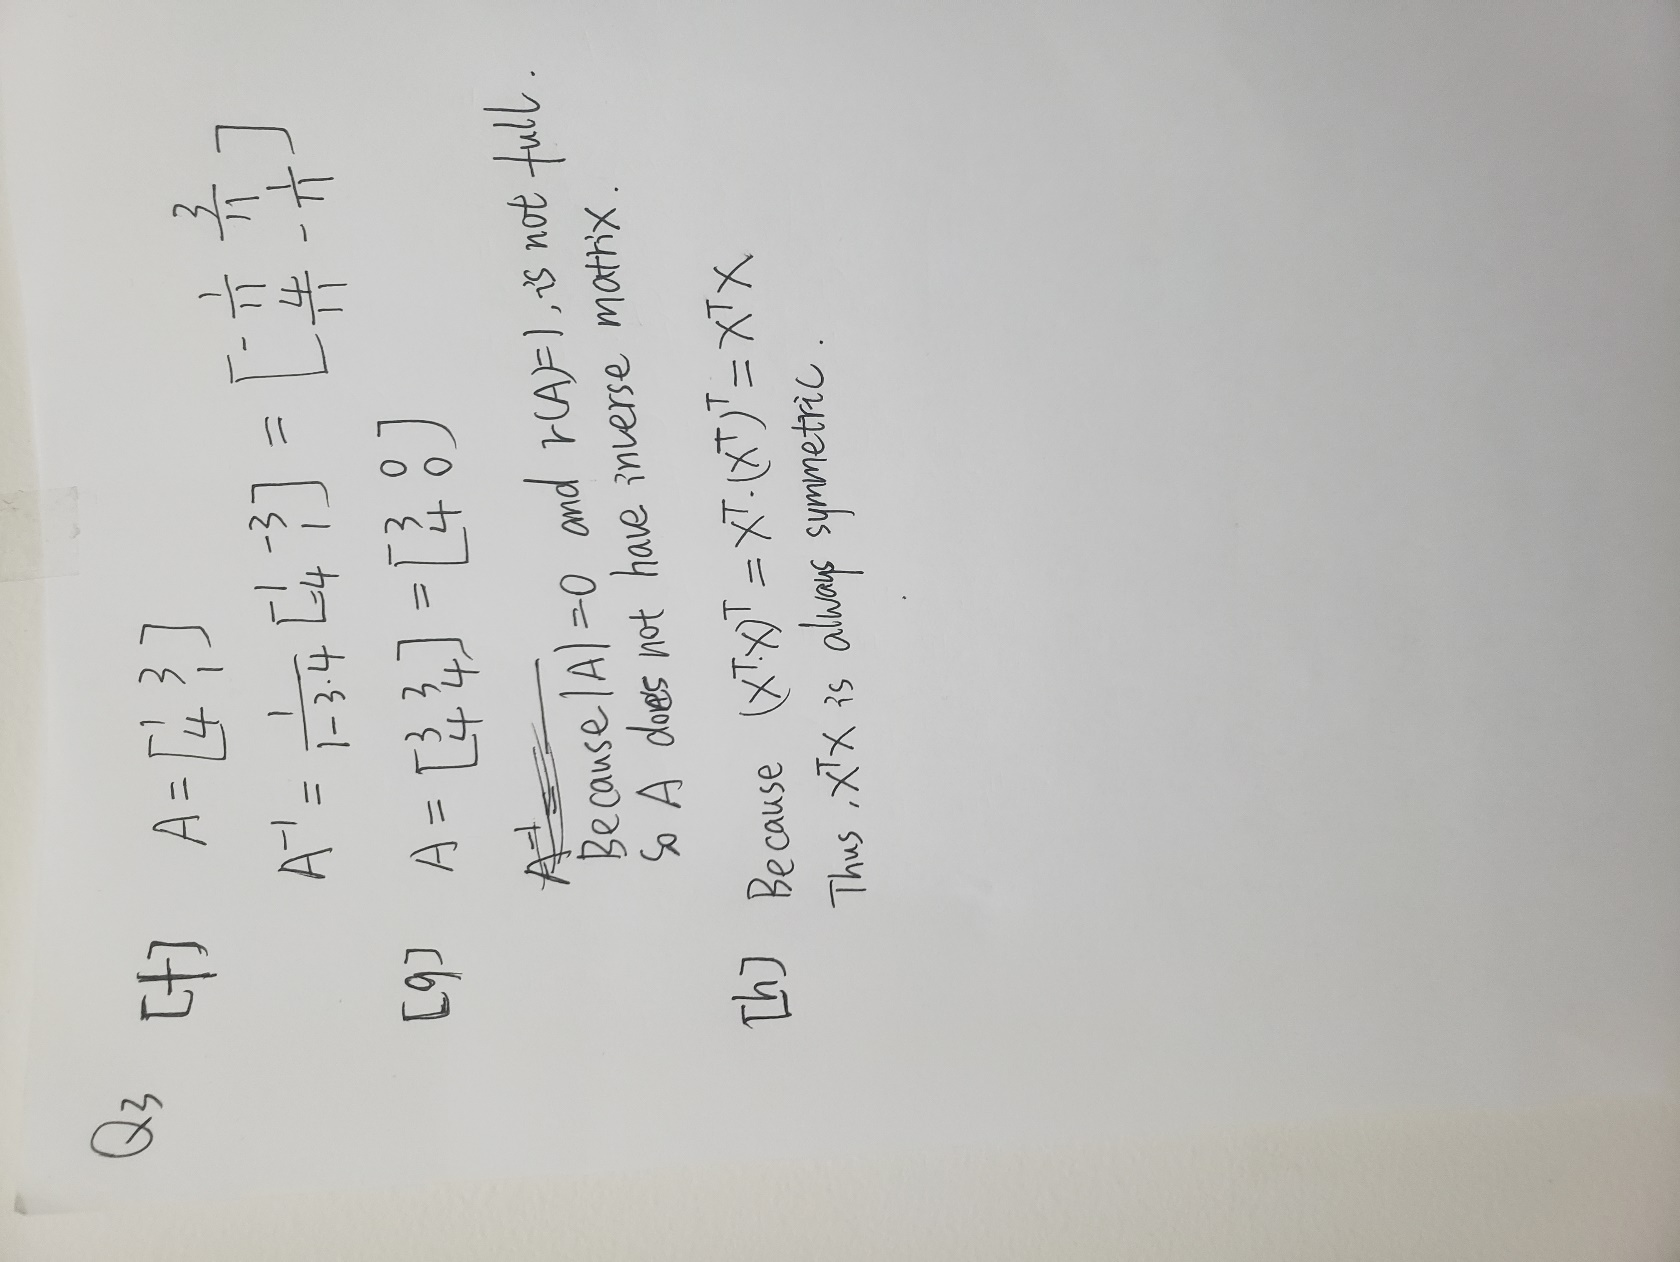 Q3
[f] A = [1 3; 4 1]
A⁻¹ = 1/(1-3·4) [1 -3; -4 1] = [-1/11 3/11; 4/11 -1/11]
[g] A = [3 3; 4 4] = [3 0; 4 0]
A⁻¹ =
Because |A|=0 and r(A)=1, is not full.
So A does not have inverse matrix.
[h] Because (Xᵀ·X)ᵀ = Xᵀ·(Xᵀ)ᵀ = XᵀX
Thus, XᵀX is always symmetric.